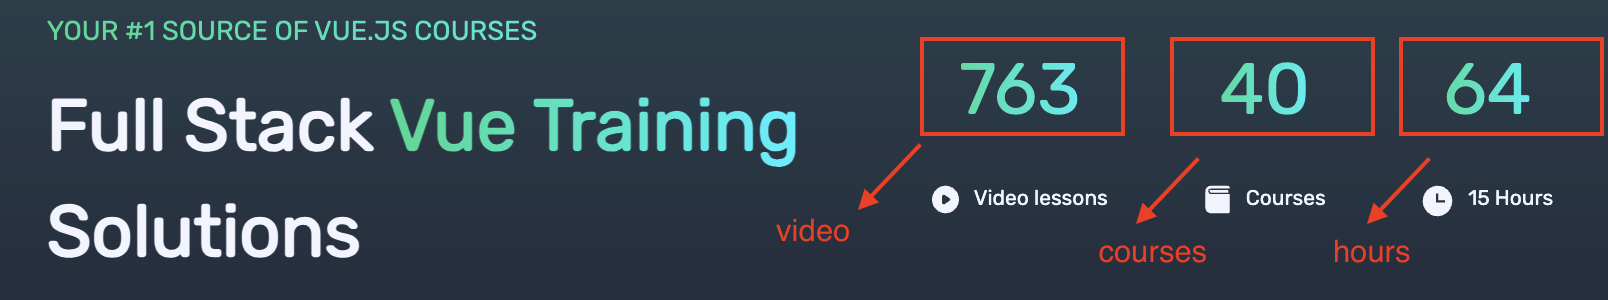 YOUR #1 SOURCE OF VUE.JS COURSES
Full Stack Vue Training
Solutions
763
40
64
Video lessons
Courses
15 Hours
video
courses
hours